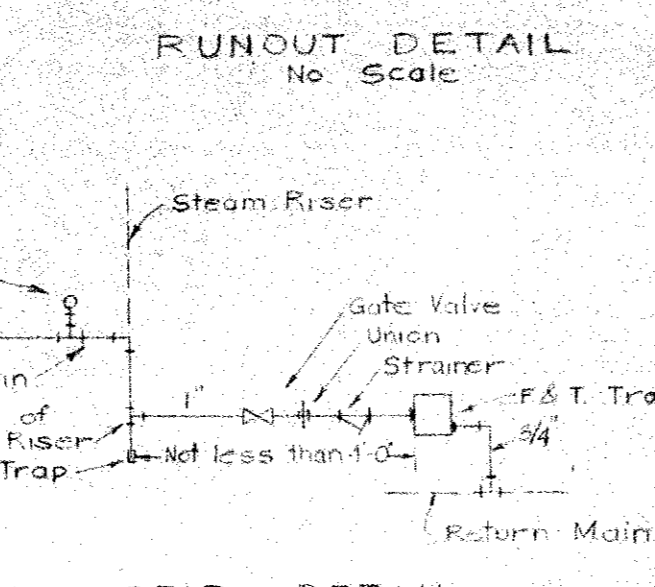 RUNOUT DETAIL
No Scale
Steam Riser
Gate Valve
Union
Strainer
in
1"
F & T. Tra
of
Riser
3/4"
Trap
Not less than 1'-0"
Return Main